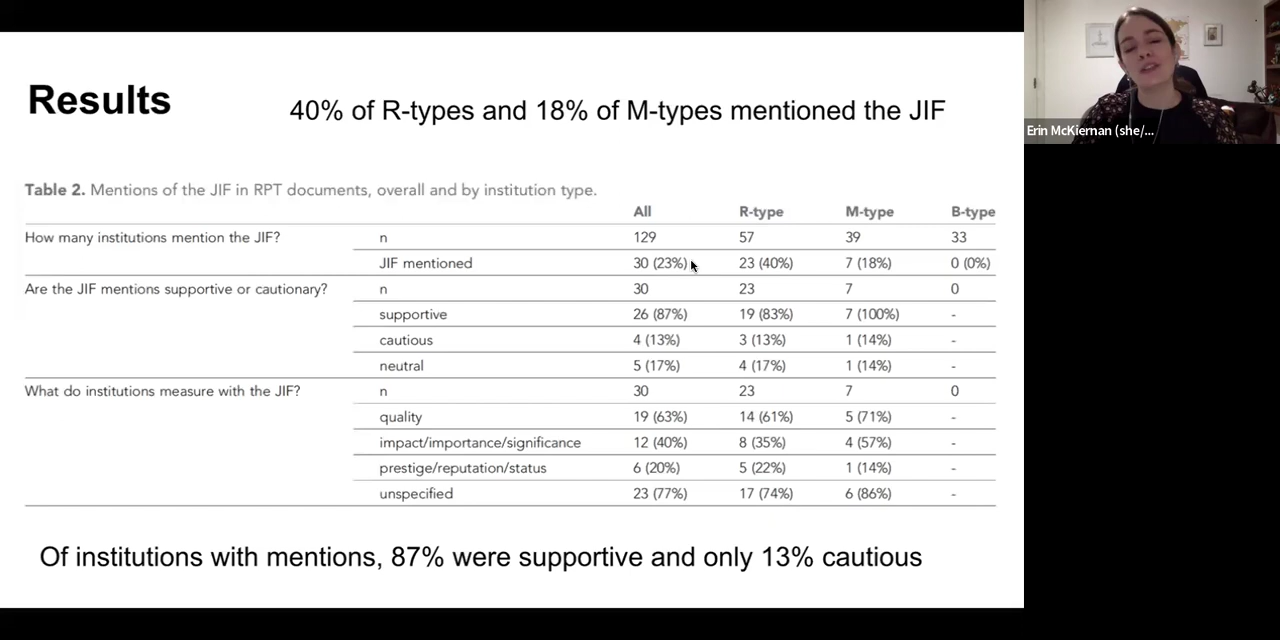 Results
40% of R-types and 18% of M-types mentioned the JIF
Table 2. Mentions of the JIF in RPT documents, overall and by institution type.
All R-type M-type B-type
How many institutions mention the JIF? n 129 57 39 33
JIF mentioned 30 (23%) 23 (40%) 7 (18%) 0 (0%)
Are the JIF mentions supportive or cautionary? n 30 23 7 0
supportive 26 (87%) 19 (83%) 7 (100%) -
cautious 4 (13%) 3 (13%) 1 (14%) -
neutral 5 (17%) 4 (17%) 1 (14%) -
What do institutions measure with the JIF? n 30 23 7 0
quality 19 (63%) 14 (61%) 5 (71%) -
impact/importance/significance 12 (40%) 8 (35%) 4 (57%) -
prestige/reputation/status 6 (20%) 5 (22%) 1 (14%) -
unspecified 23 (77%) 17 (74%) 6 (86%) -
Of institutions with mentions, 87% were supportive and only 13% cautious
Erin McKiernan (she/...